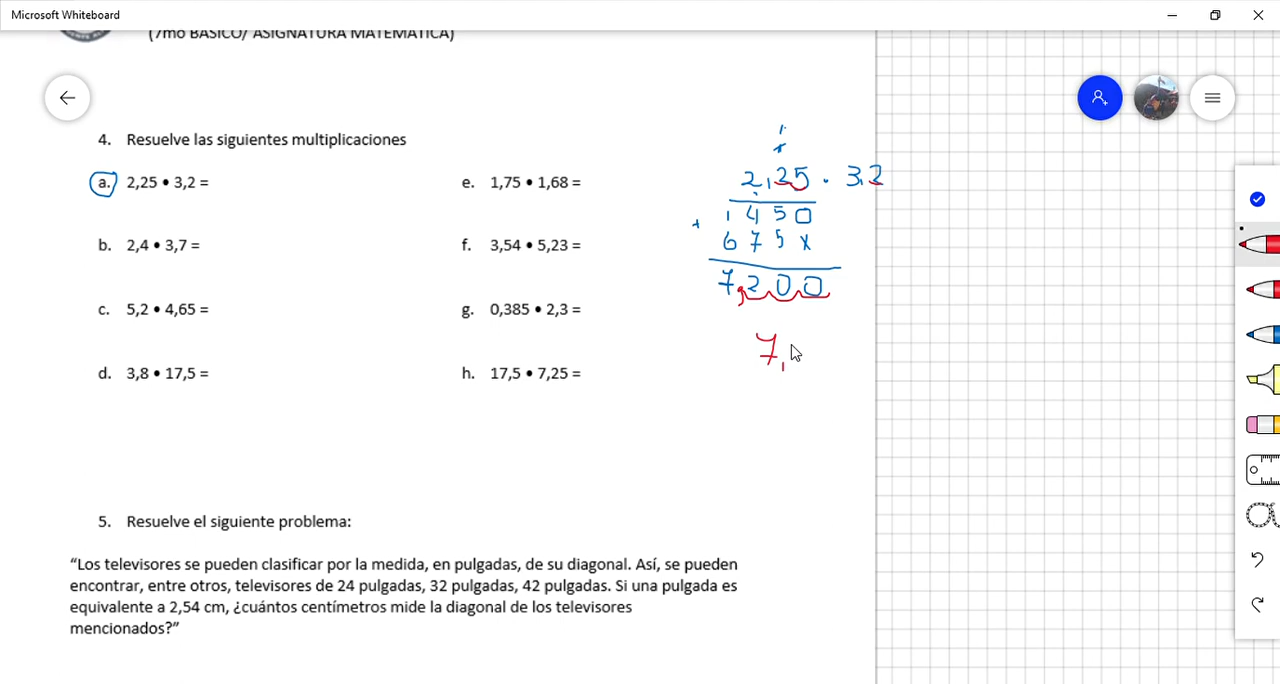 Microsoft Whiteboard
(7mo BÁSICO/ ASIGNATURA MATEMÁTICA)
4. Resuelve las siguientes multiplicaciones
a. 2,25 • 3,2 =
e. 1,75 • 1,68 =
b. 2,4 • 3,7 =
f. 3,54 • 5,23 =
c. 5,2 • 4,65 =
g. 0,385 • 2,3 =
d. 3,8 • 17,5 =
h. 17,5 • 7,25 =
1
2,25 · 3,2
1450
+ 675x
7,200
7,
5. Resuelve el siguiente problema:
“Los televisores se pueden clasificar por la medida, en pulgadas, de su diagonal. Así, se pueden
encontrar, entre otros, televisores de 24 pulgadas, 32 pulgadas, 42 pulgadas. Si una pulgada es
equivalente a 2,54 cm, ¿cuántos centímetros mide la diagonal de los televisores
mencionados?”